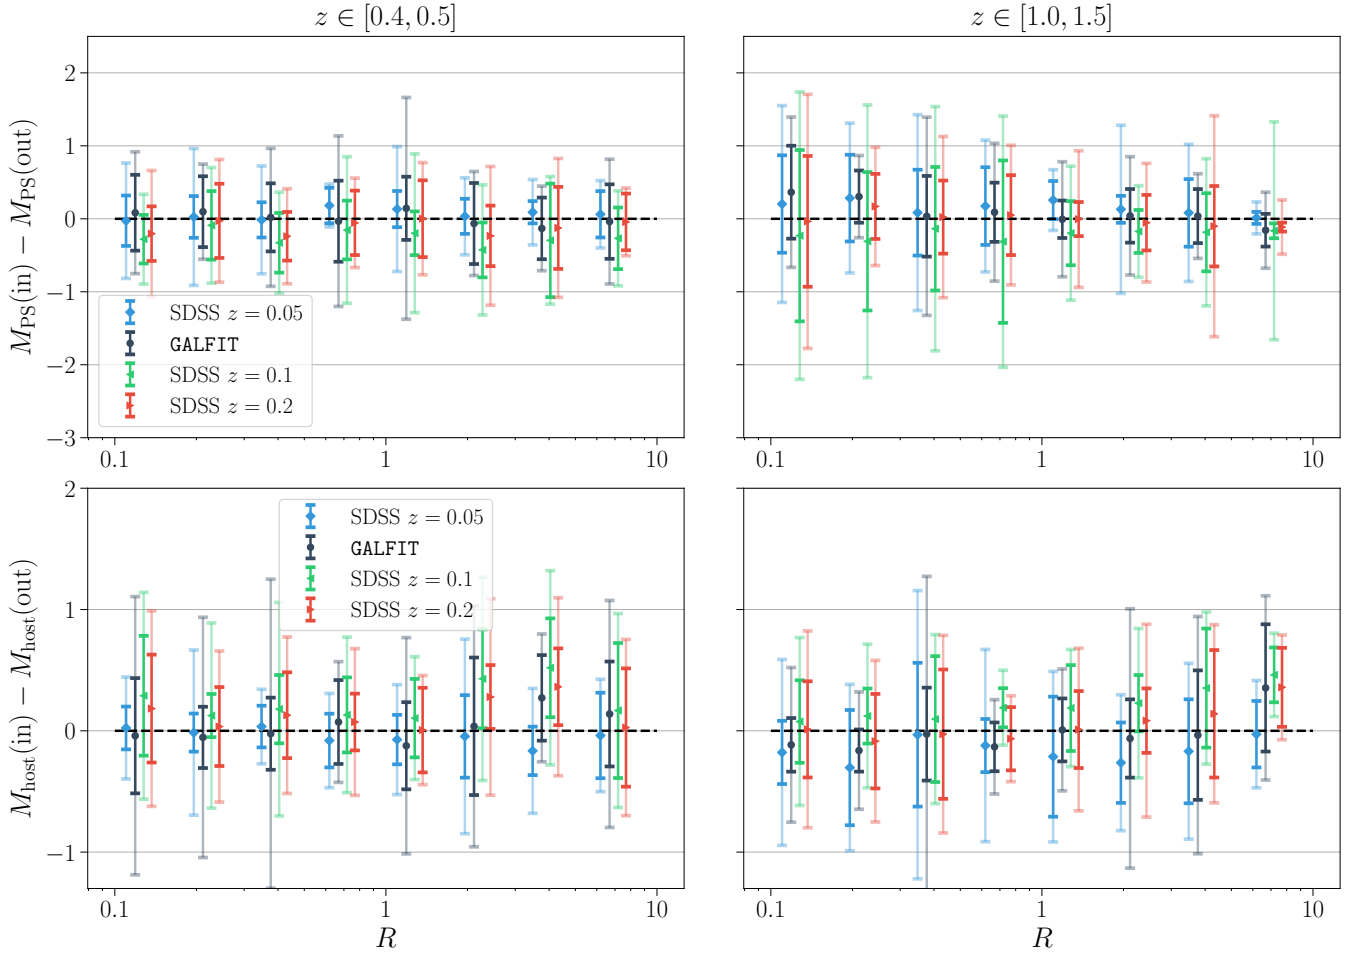 z ∈ [0.4, 0.5]
z ∈ [1.0, 1.5]
M_PS(in) − M_PS(out)
2
1
0
−1
−2
−3
SDSS z = 0.05
GALFIT
SDSS z = 0.1
SDSS z = 0.2
0.1
1
10
0.1
1
10
M_host(in) − M_host(out)
2
1
0
−1
SDSS z = 0.05
GALFIT
SDSS z = 0.1
SDSS z = 0.2
0.1
1
10
0.1
1
10
R
R